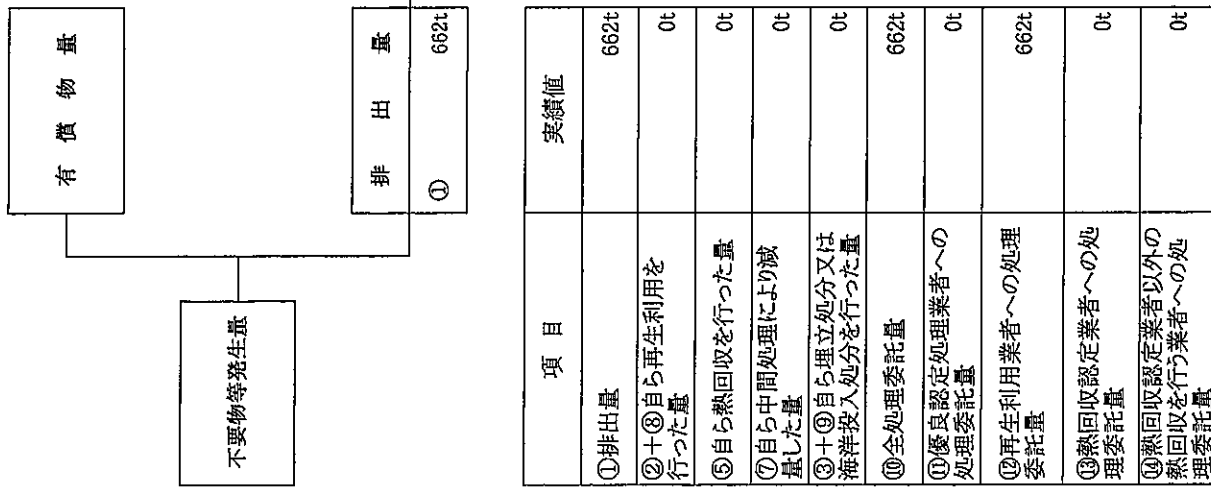 有償物量
不要物等発生量
排出量
① 662t
項目 実績値
①排出量 662t
②+⑧自ら再生利用を
行った量 0t
⑤自ら熱回収を行った量 0t
⑦自ら中間処理により減
量した量 0t
③+⑨自ら埋立処分又は
海洋投入処分を行った量 0t
⑩全処理委託量 662t
⑪優良認定処理業者への
処理委託量 0t
⑫再生利用業者への処理
委託量 662t
⑬熱回収認定業者への処
理委託量 0t
⑭熱回収認定業者以外の
熱回収を行う業者への処
理委託量 0t